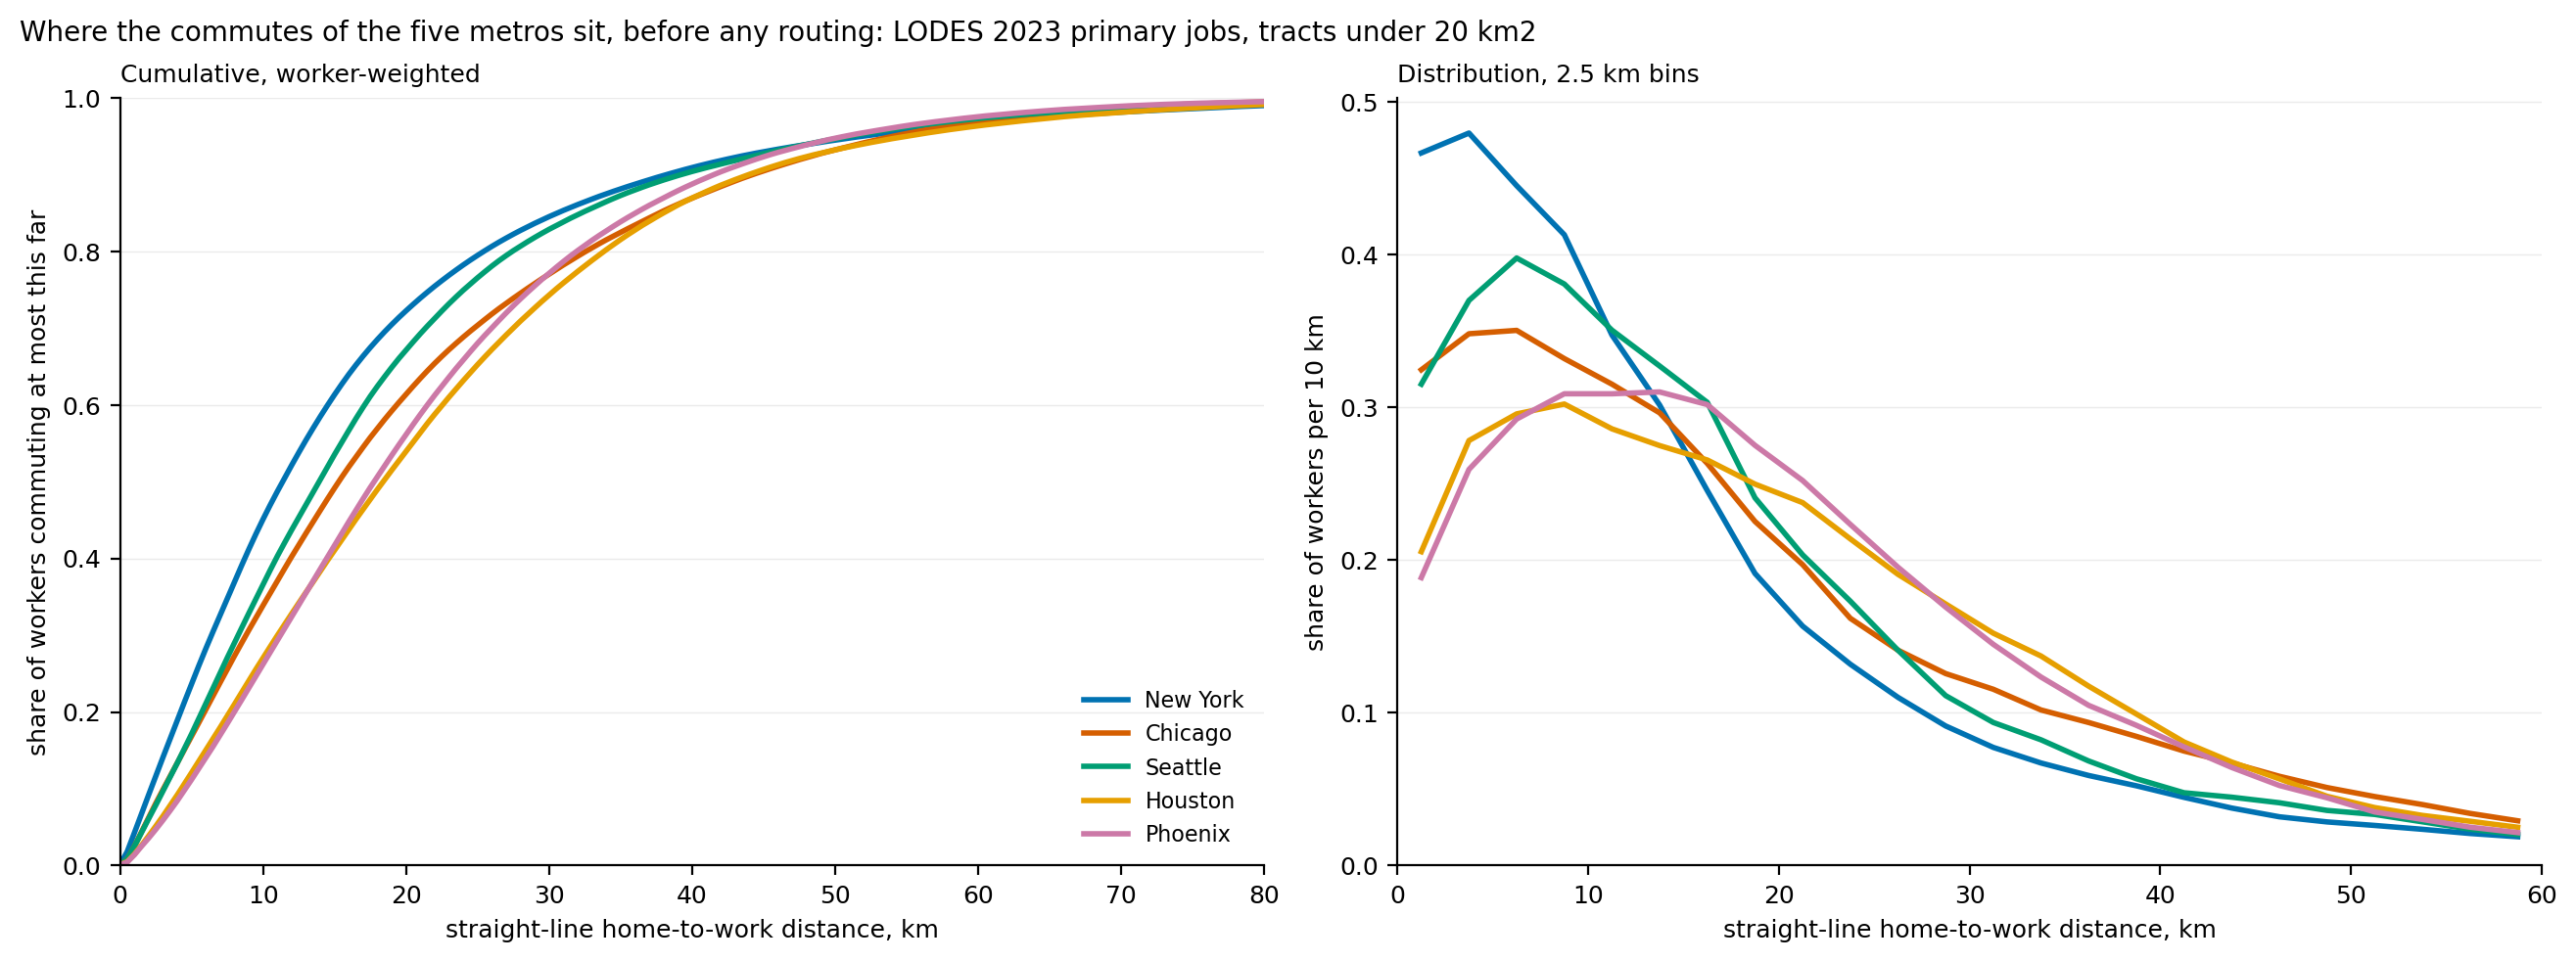 Where the commutes of the five metros sit, before any routing: LODES 2023 primary jobs, tracts under 20 km2
Cumulative, worker-weighted
share of workers commuting at most this far
1.0
0.8
0.6
0.4
0.2
0.0
0 10 20 30 40 50 60 70 80
straight-line home-to-work distance, km
New York
Chicago
Seattle
Houston
Phoenix
Distribution, 2.5 km bins
share of workers per 10 km
0.5
0.4
0.3
0.2
0.1
0.0
0 10 20 30 40 50 60
straight-line home-to-work distance, km